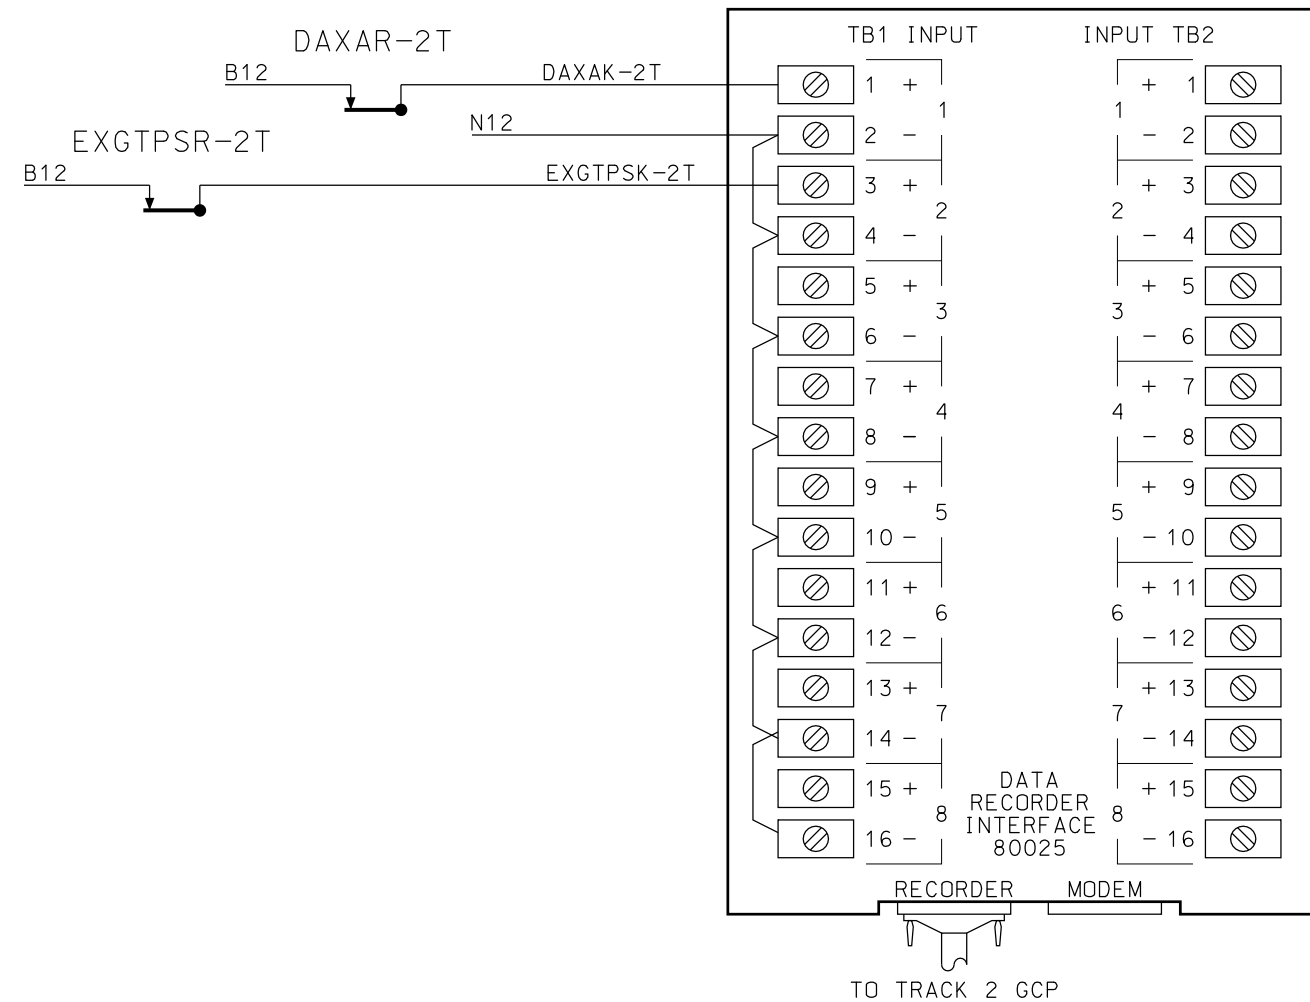 TB1 INPUT INPUT TB2
DAXAR-2T
B12 DAXAK-2T 1 + + 1
1 1
N12 2 - - 2
EXGTPSR-2T
B12 EXGTPSK-2T 3 + + 3
2 2
4 - - 4
5 + + 5
3 3
6 - - 6
7 + + 7
4 4
8 - - 8
9 + + 9
5 5
10 - - 10
11 + + 11
6 6
12 - - 12
13 + + 13
7 7
14 - - 14
DATA
15 + + 15
RECORDER
8 8
INTERFACE
16 - - 16
80025
RECORDER MODEM
TO TRACK 2 GCP